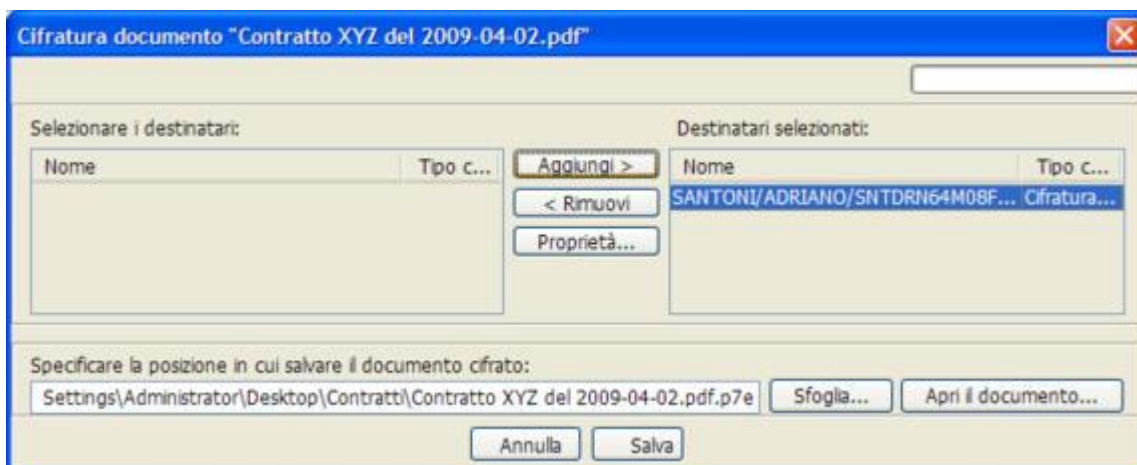 Cifratura documento "Contratto XYZ del 2009-04-02.pdf"
Selezionare i destinatari:
Destinatari selezionati:
Nome Tipo c...
Aggiungi >
Nome Tipo c...
< Rimuovi
SANTONI/ADRIANO/SNTDRN64M08F... Cifratura...
Proprietà...
Specificare la posizione in cui salvare il documento cifrato:
Settings\Administrator\Desktop\Contratti\Contratto XYZ del 2009-04-02.pdf.p7e
Sfoglia...
Apri il documento...
Annulla
Salva